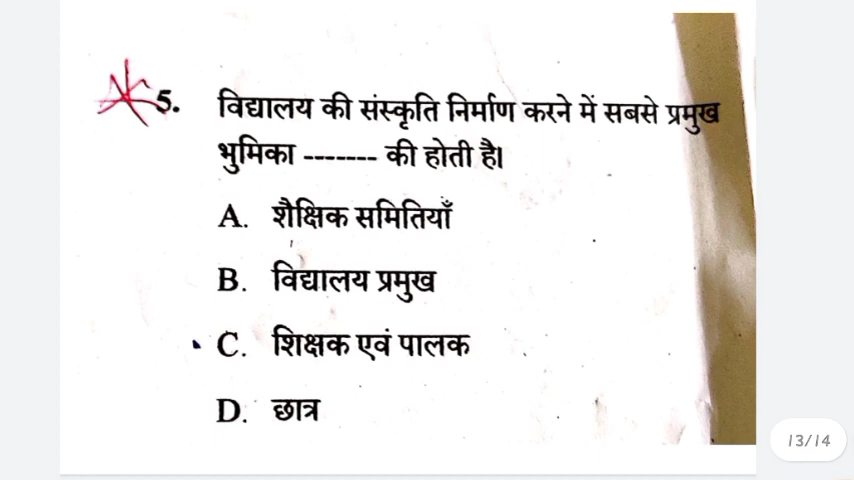 5. विद्यालय की संस्कृति निर्माण करने में सबसे प्रमुख
भुमिका ------- की होती है।
A. शैक्षिक समितियाँ
B. विद्यालय प्रमुख
C. शिक्षक एवं पालक
D. छात्र
13/14